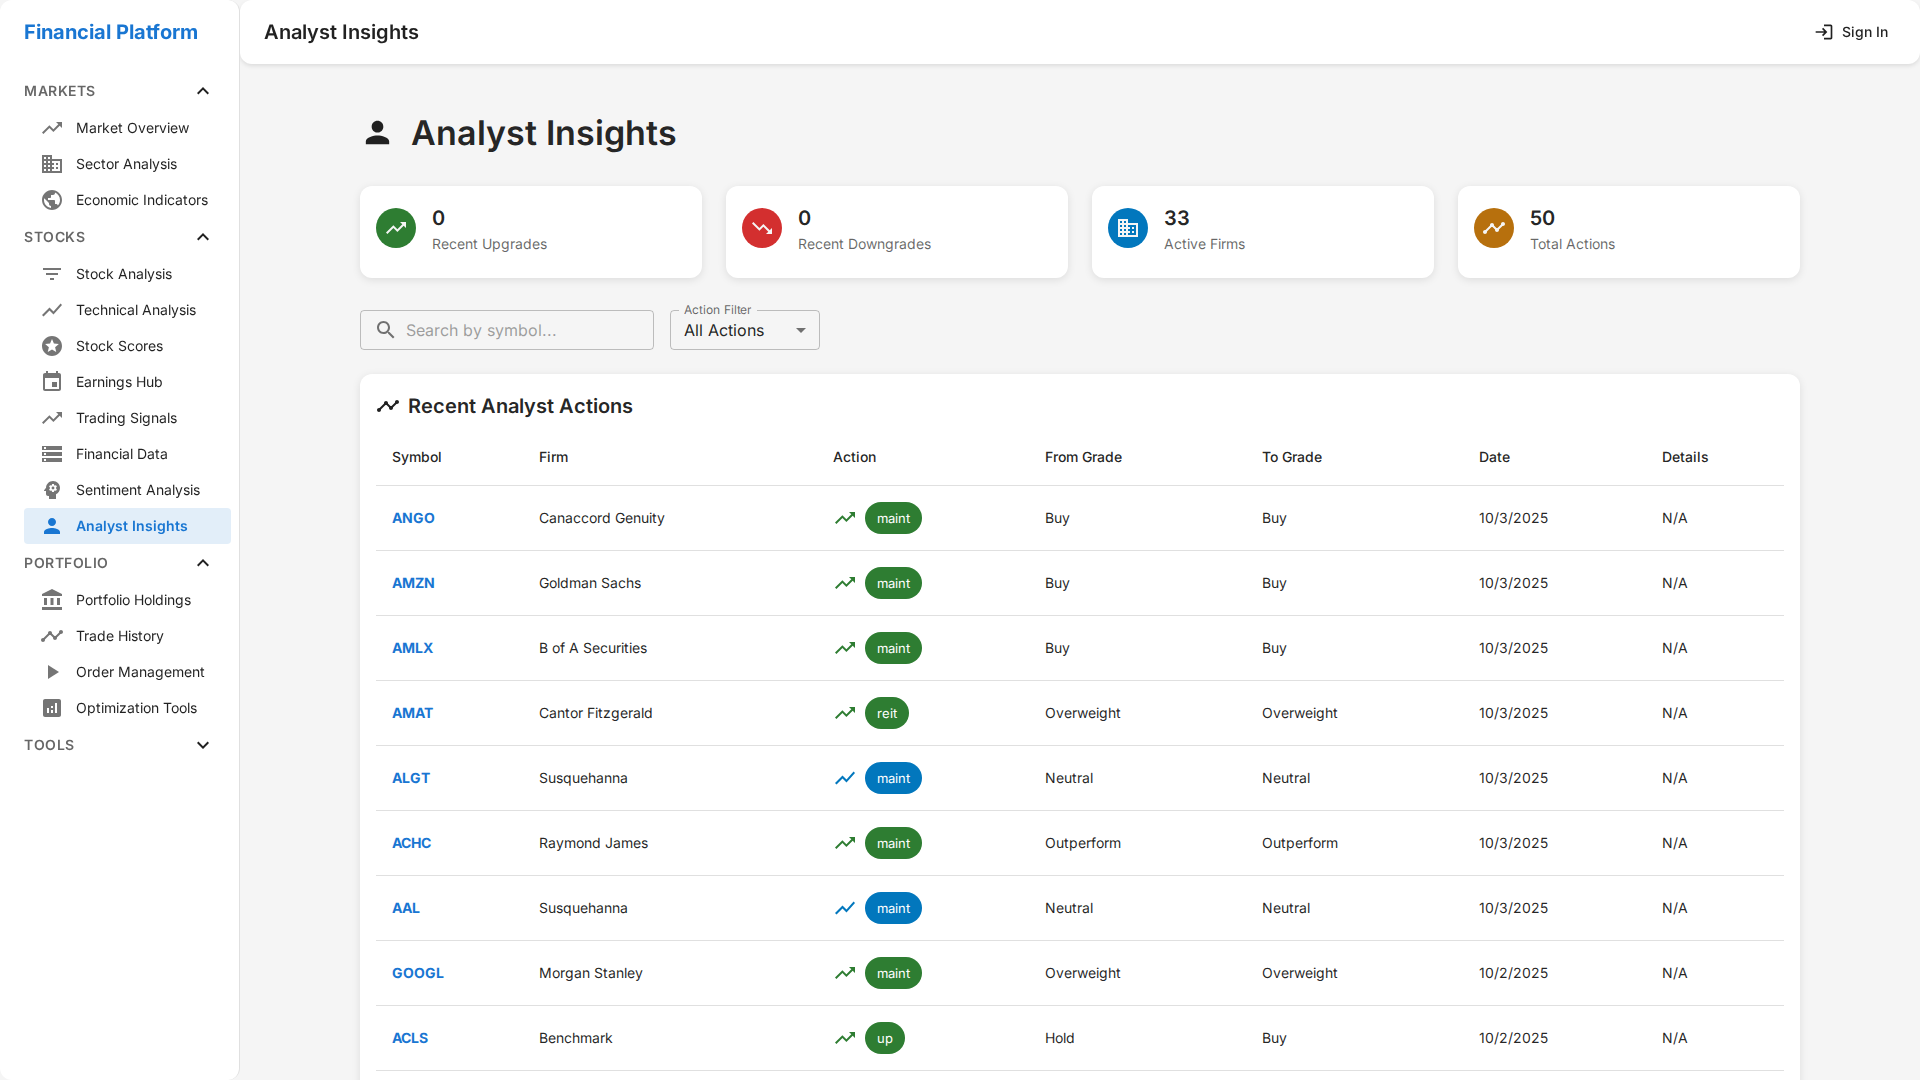 Financial Platform
Analyst Insights
Sign In
MARKETS
Market Overview
Sector Analysis
Economic Indicators
STOCKS
Stock Analysis
Technical Analysis
Stock Scores
Earnings Hub
Trading Signals
Financial Data
Sentiment Analysis
Analyst Insights
PORTFOLIO
Portfolio Holdings
Trade History
Order Management
Optimization Tools
TOOLS
Analyst Insights
0
Recent Upgrades
0
Recent Downgrades
33
Active Firms
50
Total Actions
Search by symbol...
Action Filter
All Actions
Recent Analyst Actions
Symbol Firm Action From Grade To Grade Date Details
ANGO Canaccord Genuity maint Buy Buy 10/3/2025 N/A
AMZN Goldman Sachs maint Buy Buy 10/3/2025 N/A
AMLX B of A Securities maint Buy Buy 10/3/2025 N/A
AMAT Cantor Fitzgerald reit Overweight Overweight 10/3/2025 N/A
ALGT Susquehanna maint Neutral Neutral 10/3/2025 N/A
ACHC Raymond James maint Outperform Outperform 10/3/2025 N/A
AAL Susquehanna maint Neutral Neutral 10/3/2025 N/A
GOOGL Morgan Stanley maint Overweight Overweight 10/2/2025 N/A
ACLS Benchmark up Hold Buy 10/2/2025 N/A